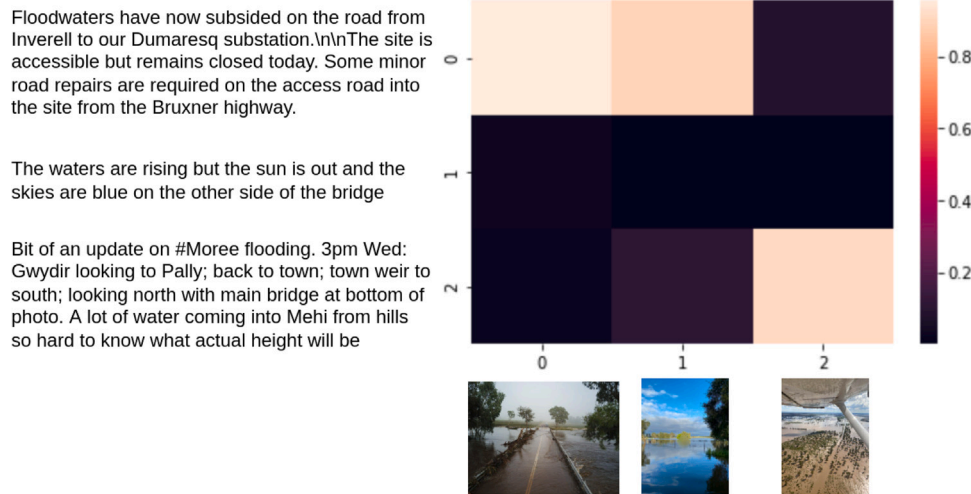 Floodwaters have now subsided on the road from
Inverell to our Dumaresq substation.\n\nThe site is
accessible but remains closed today. Some minor
road repairs are required on the access road into
the site from the Bruxner highway.
The waters are rising but the sun is out and the
skies are blue on the other side of the bridge
Bit of an update on #Moree flooding. 3pm Wed:
Gwydir looking to Pally; back to town; town weir to
south; looking north with main bridge at bottom of
photo. A lot of water coming into Mehi from hills
so hard to know what actual height will be
0
1
2
0 1 2
0.8
0.6
0.4
0.2